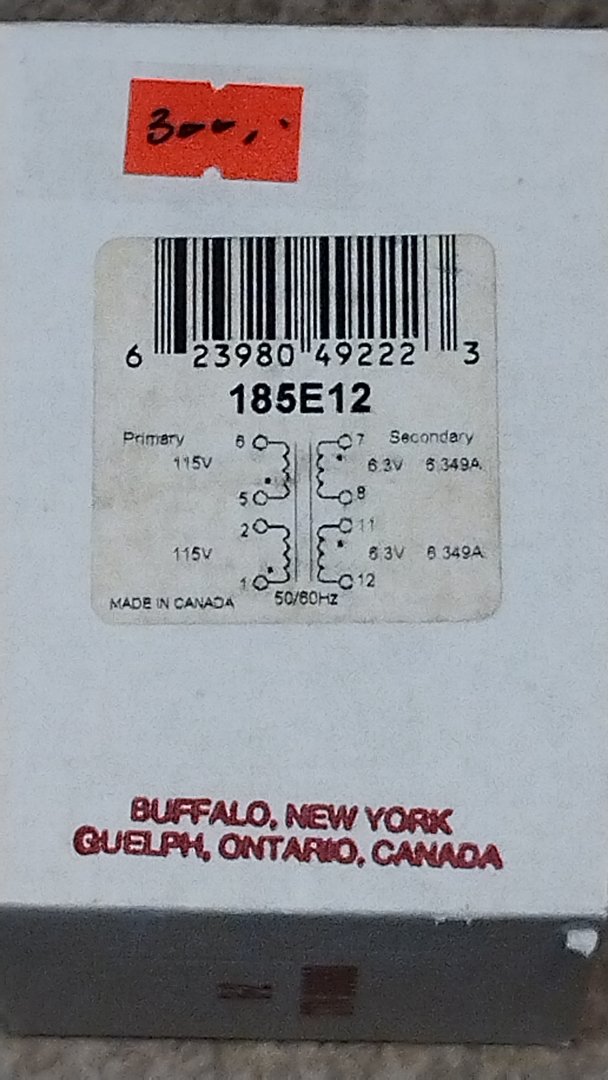 300,-
6 23980 49222 3
185E12
Primary 6 7 Secondary
115V 6.3V 6.349A
5 8
2 11
115V 6.3V 6.349A
1 12
MADE IN CANADA 50/60Hz
BUFFALO, NEW YORK
GUELPH, ONTARIO, CANADA